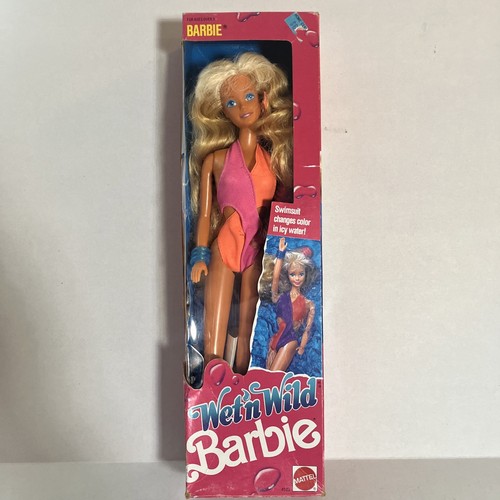 BARBIE®
Swimsuit
changes color
in icy water!
Wet'n Wild
Barbie
MATTEL